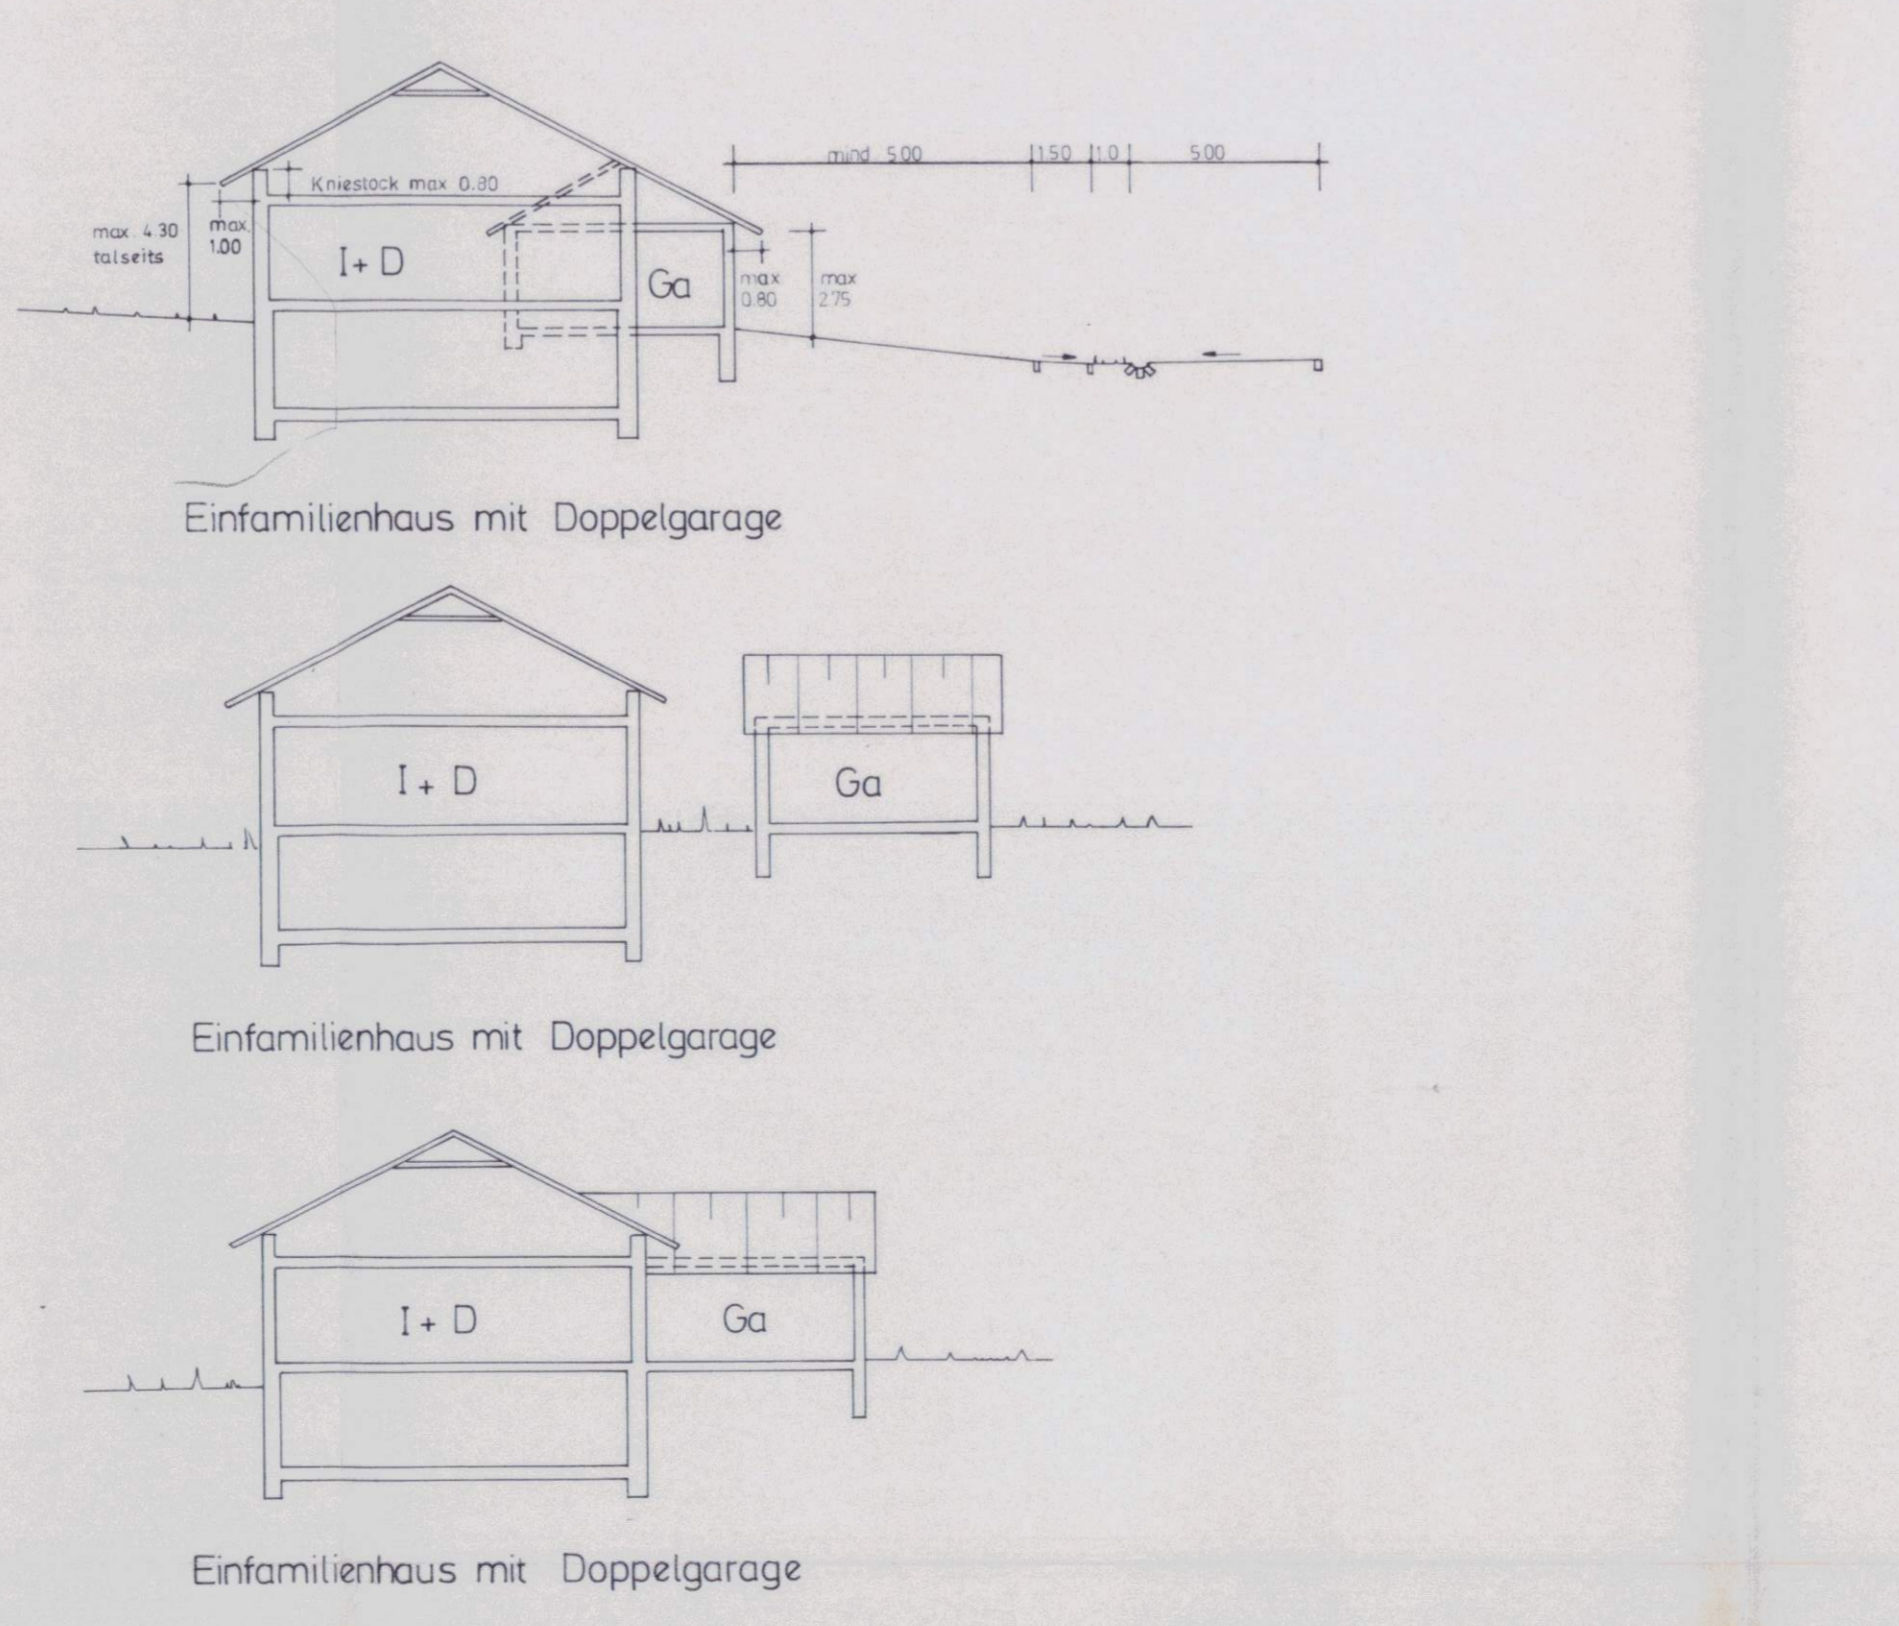 mind. 5.00 1.50 1.0 5.00
Kniestock max 0.80
max. 4.30
talseits
max.
1.00
I + D
Ga
max
0.80
max
2.75
Einfamilienhaus mit Doppelgarage
I + D
Ga
Einfamilienhaus mit Doppelgarage
I + D
Ga
Einfamilienhaus mit Doppelgarage